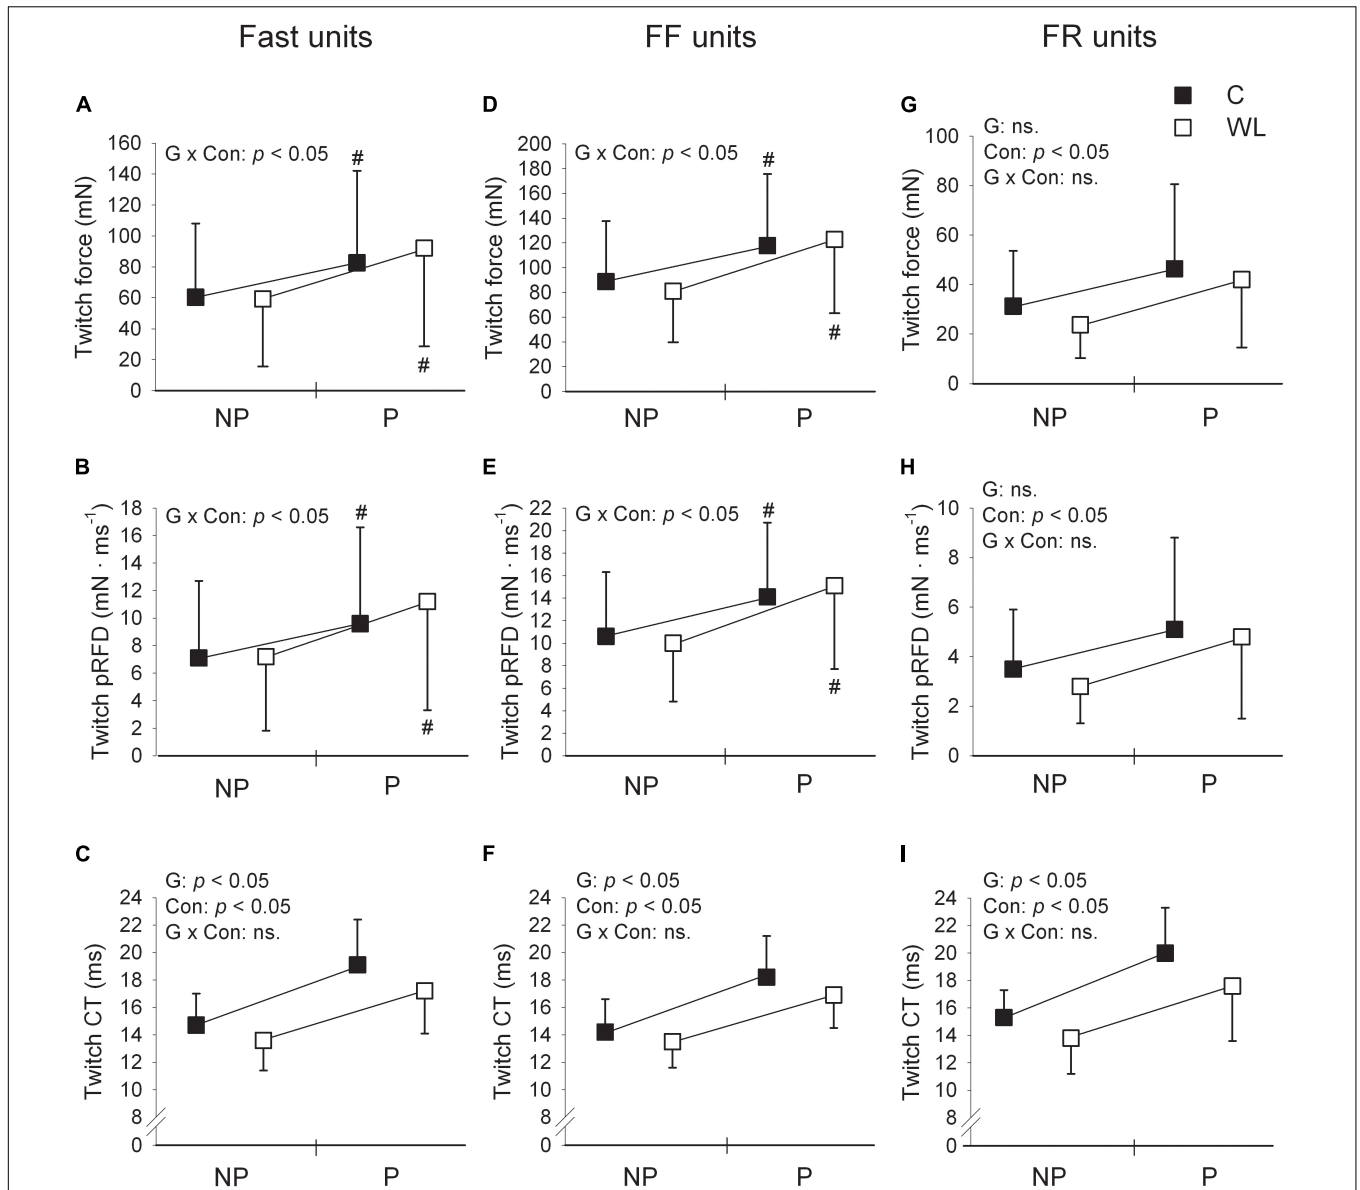 Fast units
FF units
FR units
C
WL
A
Twitch force (mN)
160
140
120
100
80
60
40
20
0
G x Con: p < 0.05
#
#
NP
P
D
Twitch force (mN)
200
180
160
140
120
100
80
60
40
20
0
G x Con: p < 0.05
#
#
NP
P
G
Twitch force (mN)
100
80
60
40
20
0
G: ns.
Con: p < 0.05
G x Con: ns.
NP
P
B
Twitch pRFD (mN · ms-1)
18
16
14
12
10
8
6
4
2
0
G x Con: p < 0.05
#
#
NP
P
E
Twitch pRFD (mN · ms-1)
22
20
18
16
14
12
10
8
6
4
2
0
G x Con: p < 0.05
#
#
NP
P
H
Twitch pRFD (mN · ms-1)
10
8
6
4
2
0
G: ns.
Con: p < 0.05
G x Con: ns.
NP
P
C
Twitch CT (ms)
24
22
20
18
16
14
12
10
8
0
G: p < 0.05
Con: p < 0.05
G x Con: ns.
NP
P
F
Twitch CT (ms)
24
22
20
18
16
14
12
10
8
0
G: p < 0.05
Con: p < 0.05
G x Con: ns.
NP
P
I
Twitch CT (ms)
24
22
20
18
16
14
12
10
8
0
G: p < 0.05
Con: p < 0.05
G x Con: ns.
NP
P